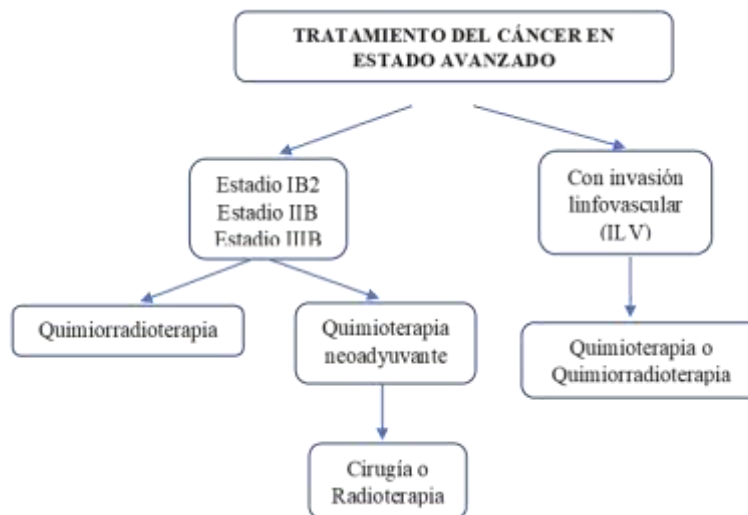 TRATAMIENTO DEL CÁNCER EN
ESTADO AVANZADO
Estadio IB2
Estadio IIB
Estadio IIIB
Con invasión
linfovascular
(ILV)
Quimiorradioterapia
Quimioterapia
neoadyuvante
Quimioterapia o
Quimiorradioterapia
Cirugía o
Radioterapia